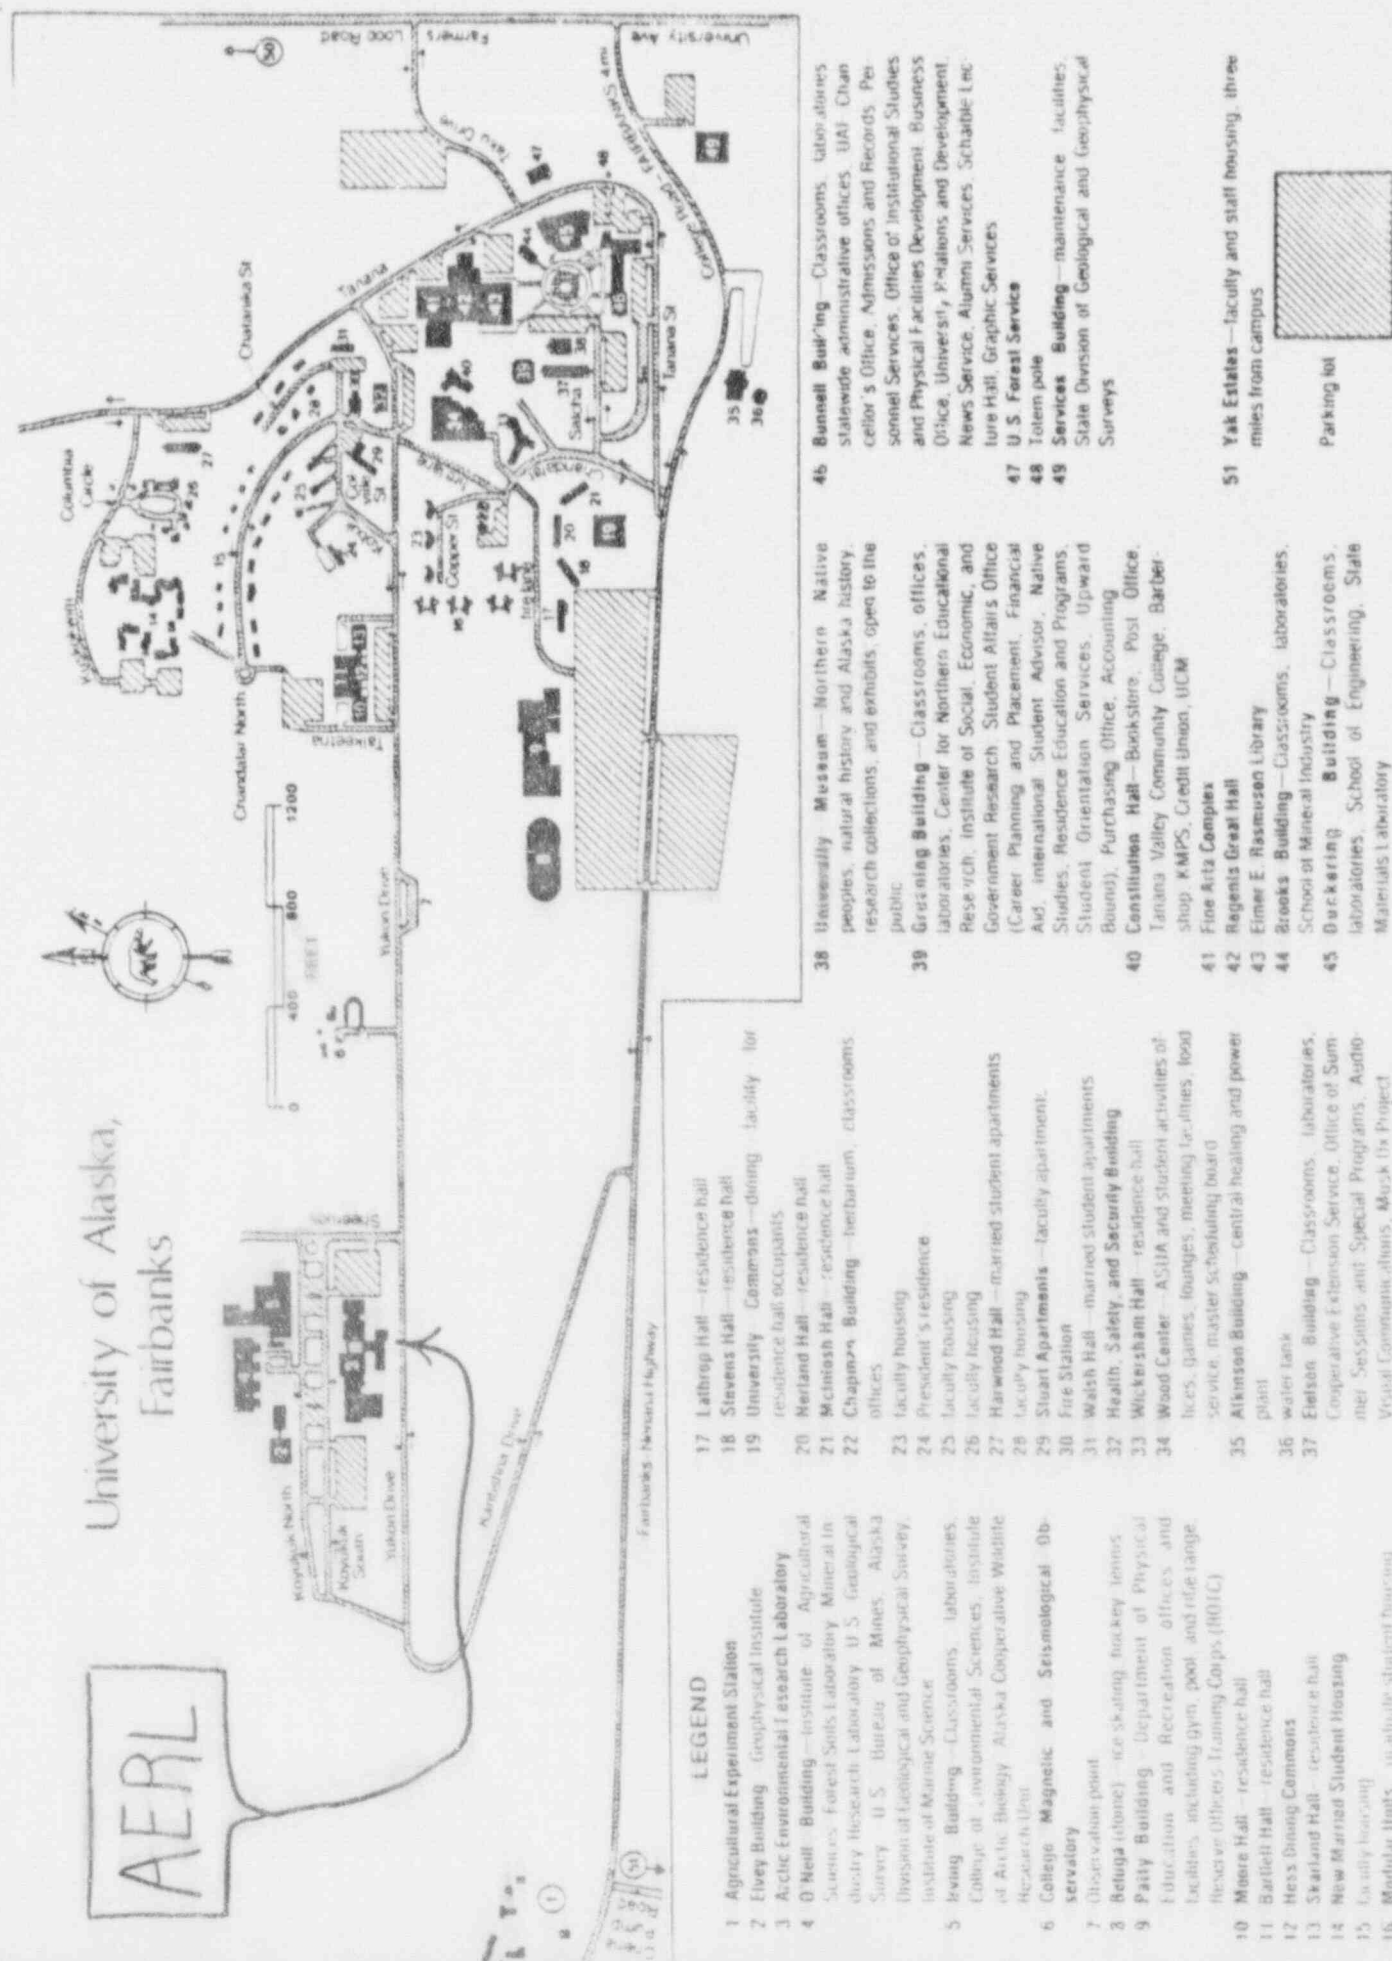 AERL
University of Alaska,
Fairbanks
0 400 800 1200
FEET
Koyukuk North
Koyukuk
South
Yukon Drive
Yukon Drive
Kantishna Drive
Fairbanks-Nenana Highway
Chandalar North
Talkeetna
Columbia
Circle
Chatanika St
Copper St
fire lane
Salcha
Tanana St
Taku Drive
Loop Road
Farmers
University Ave
College Road - FAIRBANKS 4 mi
LEGEND
1 Agricultural Experiment Station
2 Elvey Building Geophysical Institute
3 Arctic Environmental Research Laboratory
4 O'Neill Building—Institute of Agricultural
Sciences Forest Soils Laboratory Mineral In-
dustry Research Laboratory U S Geological
Survey U S Bureau of Mines, Alaska
Division of Geological and Geophysical Survey,
Institute of Marine Science
5 Irving Building—Classrooms, laboratories,
College of Environmental Sciences, Institute
of Arctic Biology Alaska Cooperative Wildlife
Research Unit
6 College Magnetic and Seismological Ob-
servatory
7 Observation point
8 Beluga (dome)—ice skating, hockey, tennis
9 Patty Building—Department of Physical
Education and Recreation offices and
facilities including gym, pool, and rifle range,
Reserve Officers Training Corps (ROTC)
10 Moore Hall—residence hall
11 Bartlett Hall—residence hall
12 Hess Dining Commons
13 Skarland Hall—residence hall
14 New Married Student Housing
15 faculty housing
16 Modular Units
17 Lathrop Hall—residence hall
18 Stevens Hall—residence hall
19 University Commons—dining facility for
residence hall occupants
20 Nerland Hall—residence hall
21 McIntosh Hall—residence hall
22 Chapman Building—herbarium, classrooms
offices
23 faculty housing
24 President's residence
25 faculty housing
26 faculty housing
27 Harwood Hall—married student apartments
28 faculty housing
29 Stuart Apartments—faculty apartments
30 Fire Station
31 Walsh Hall—married student apartments
32 Health, Safety, and Security Building
33 Wickersham Hall—residence hall
34 Wood Center—ASUA and student activities of-
fices, games, lounges, meeting facilities, food
service, master scheduling board
35 Atkinson Building—central heating and power
plant
36 water tank
37 Eielson Building—Classrooms, laboratories,
Cooperative Extension Service, Office of Sum-
mer Sessions and Special Programs, Audio-
Visual Communications, Musk Ox Project
38 University Museum—Northern Native
peoples, natural history and Alaska history,
research collections, and exhibits, open to the
public
39 Gruening Building—Classrooms, offices,
laboratories, Center for Northern Educational
Research, Institute of Social, Economic, and
Government Research Student Affairs Office
(Career Planning and Placement, Financial
Aid, International Student Advisor, Native
Studies, Residence Education and Programs,
Student Orientation Services, Upward
Bound), Purchasing Office, Accounting
40 Constitution Hall—Bookstore, Post Office,
Tanana Valley Community College, Barber-
shop KMPS, Credit Union, UCM
41 Fine Arts Complex
42 Regents Great Hall
43 Elmer E. Rasmuson Library
44 Brooks Building—Classrooms, laboratories,
School of Mineral Industry
45 Duckering Building—Classrooms,
laboratories, School of Engineering, State
Materials Laboratory
46 Bunnell Building—Classrooms, laboratories
statewide administrative offices, UAF Chan
cellor's Office, Admissions and Records Per
sonnel Services, Office of Institutional Studies
and Physical Facilities Development Business
Office, University Relations and Development,
News Service, Alumni Services, Schaible Lec-
ture Hall, Graphic Services
47 U S Forest Service
48 Totem pole
49 Services Building—maintenance facilities,
State Division of Geological and Geophysical
Surveys
51 Yak Estates—faculty and staff housing, three
miles from campus
Parking lot